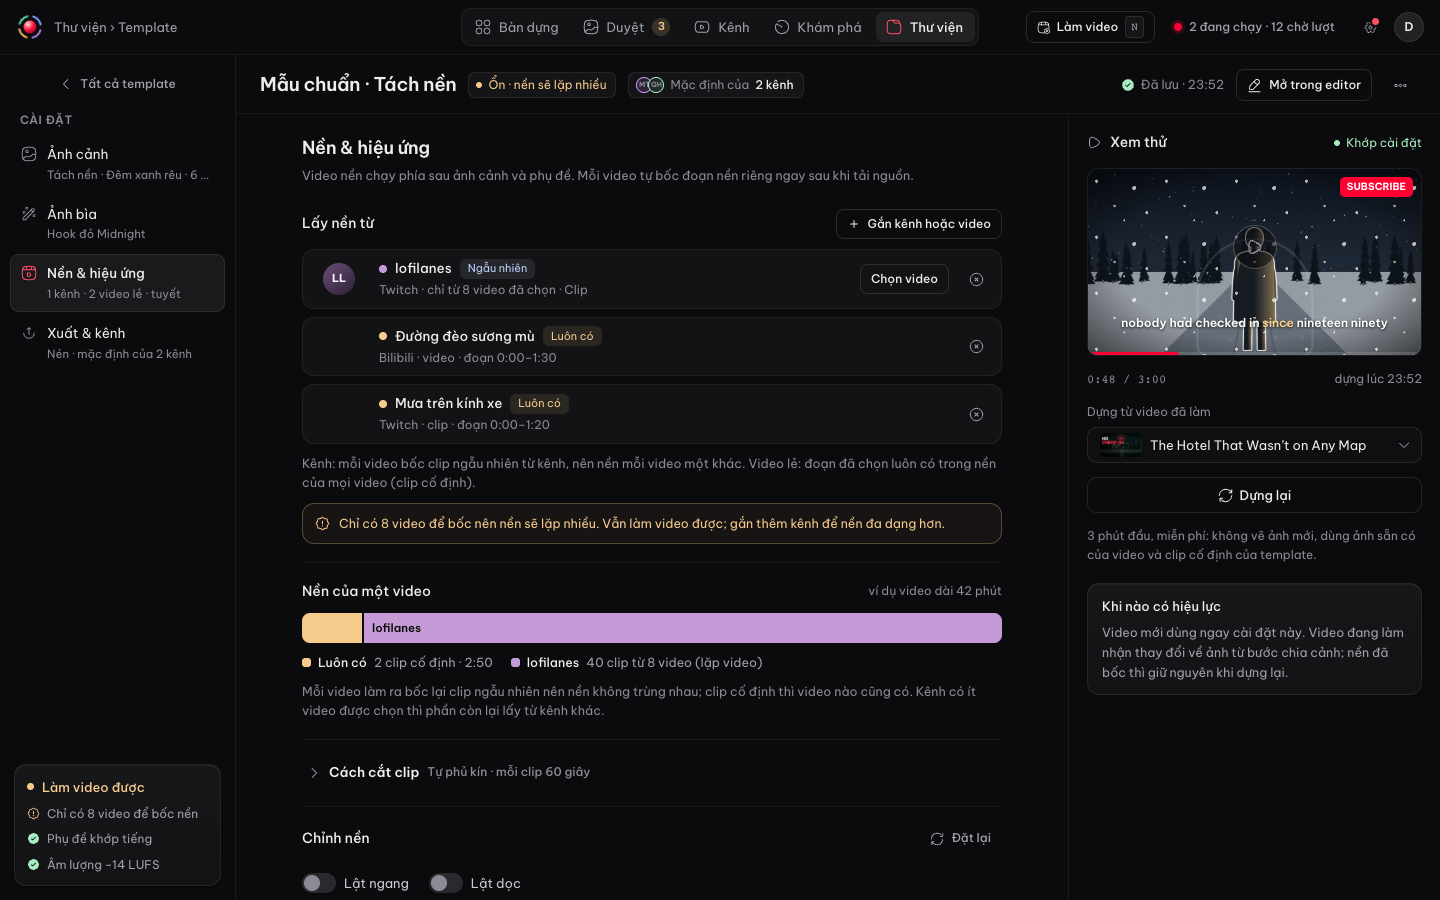 Thư viện › Template
Bàn dựng
Duyệt 3
Kênh
Khám phá
Thư viện
Làm video N
2 đang chạy · 12 chờ lượt
D
Tất cả template
CÀI ĐẶT
Ảnh cảnh
Tách nền · Đêm xanh rêu · 6 ...
Ảnh bìa
Hook đỏ Midnight
Nền & hiệu ứng
1 kênh · 2 video lẻ · tuyết
Xuất & kênh
Nén · mặc định của 2 kênh
Làm video được
Chỉ có 8 video để bốc nền
Phụ đề khớp tiếng
Âm lượng -14 LUFS
Mẫu chuẩn · Tách nền
Ổn · nền sẽ lặp nhiều
Mặc định của 2 kênh
Đã lưu · 23:52
Mở trong editor
Nền & hiệu ứng
Video nền chạy phía sau ảnh cảnh và phụ đề. Mỗi video tự bốc đoạn nền riêng ngay sau khi tải nguồn.
Lấy nền từ
Gắn kênh hoặc video
LL
lofilanes Ngẫu nhiên
Twitch · chỉ từ 8 video đã chọn · Clip
Chọn video
Đường đèo sương mù Luôn có
Bilibili · video · đoạn 0:00–1:30
Mưa trên kính xe Luôn có
Twitch · clip · đoạn 0:00–1:20
Kênh: mỗi video bốc clip ngẫu nhiên từ kênh, nên nền mỗi video một khác. Video lẻ: đoạn đã chọn luôn có trong nền
của mọi video (clip cố định).
Chỉ có 8 video để bốc nên nền sẽ lặp nhiều. Vẫn làm video được; gắn thêm kênh để nền đa dạng hơn.
Nền của một video
ví dụ video dài 42 phút
lofilanes
Luôn có 2 clip cố định · 2:50
lofilanes 40 clip từ 8 video (lặp video)
Mỗi video làm ra bốc lại clip ngẫu nhiên nên nền không trùng nhau; clip cố định thì video nào cũng có. Kênh có ít
video được chọn thì phần còn lại lấy từ kênh khác.
Cách cắt clip Tự phủ kín · mỗi clip 60 giây
Chỉnh nền
Đặt lại
Lật ngang
Lật dọc
Xem thử
Khớp cài đặt
SUBSCRIBE
nobody had checked in since nineteen ninety
0:48 / 3:00
dựng lúc 23:52
Dựng từ video đã làm
The Hotel That Wasn't on Any Map
Dựng lại
3 phút đầu, miễn phí: không vẽ ảnh mới, dùng ảnh sẵn có
của video và clip cố định của template.
Khi nào có hiệu lực
Video mới dùng ngay cài đặt này. Video đang làm
nhận thay đổi về ảnh từ bước chia cảnh; nền đã
bốc thì giữ nguyên khi dựng lại.